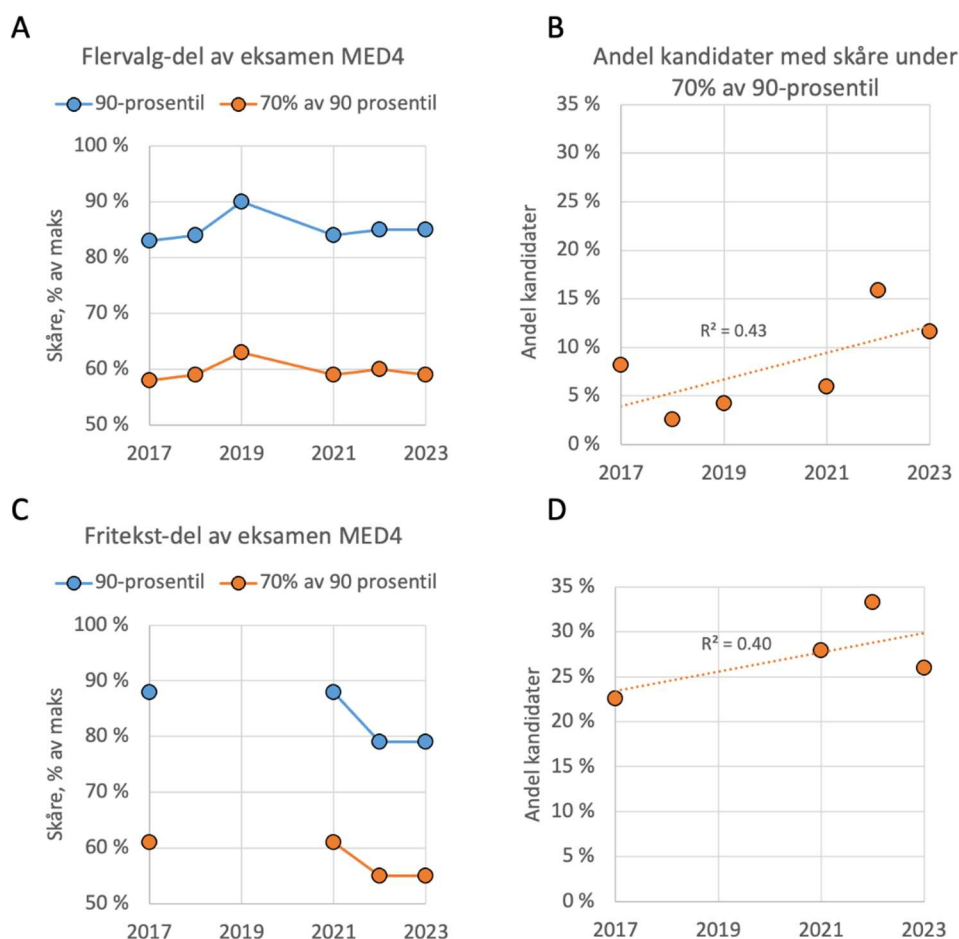 A
Flervalg-del av eksamen MED4
90-prosentil 70% av 90 prosentil
100 %
90 %
80 %
70 %
60 %
50 %
Skåre, % av maks
2017 2019 2021 2023
B
Andel kandidater med skåre under
70% av 90-prosentil
35 %
30 %
25 %
20 %
15 %
10 %
5 %
0 %
Andel kandidater
R² = 0.43
2017 2019 2021 2023
C
Fritekst-del av eksamen MED4
90-prosentil 70% av 90 prosentil
100 %
90 %
80 %
70 %
60 %
50 %
Skåre, % av maks
2017 2019 2021 2023
D
35 %
30 %
25 %
20 %
15 %
10 %
5 %
0 %
Andel kandidater
R² = 0.40
2017 2019 2021 2023